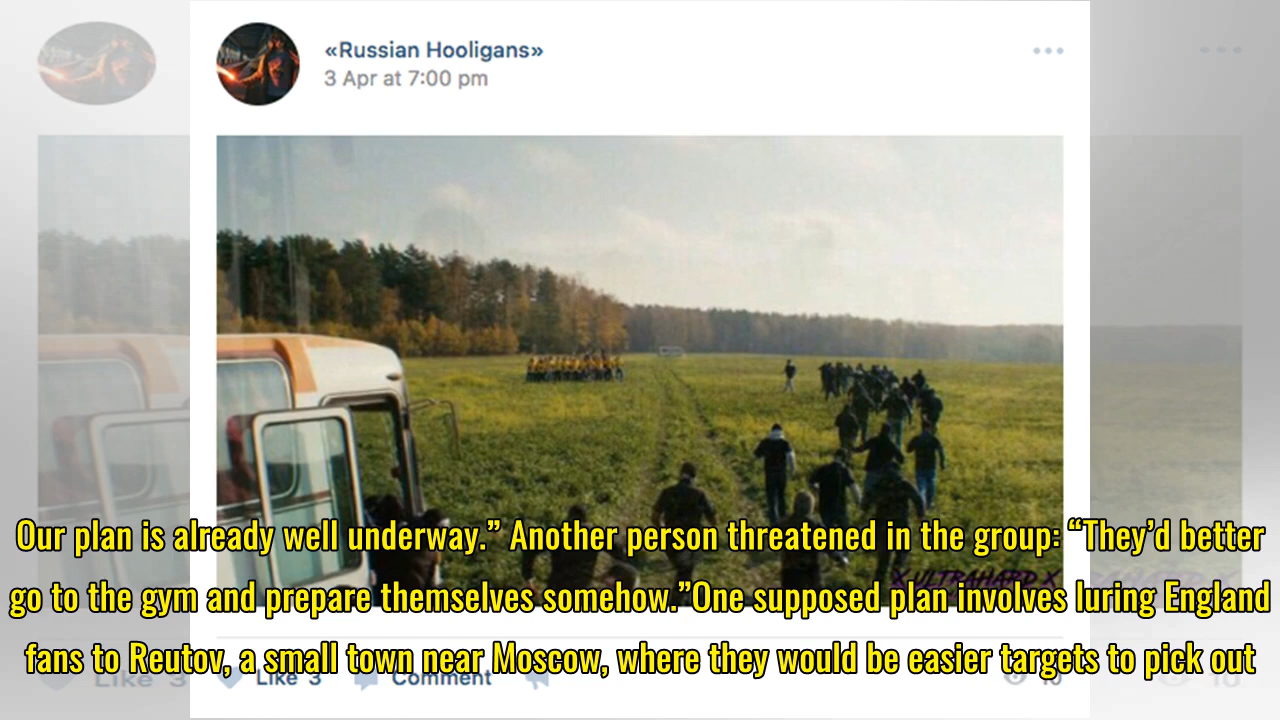 «Russian Hooligans»
3 Apr at 7:00 pm
Our plan is already well underway.” Another person threatened in the group: “They’d better
X ULTRAHARD X
go to the gym and prepare themselves somehow.”One supposed plan involves luring England
fans to Reutov, a small town near Moscow, where they would be easier targets to pick out
Like 3 Comment